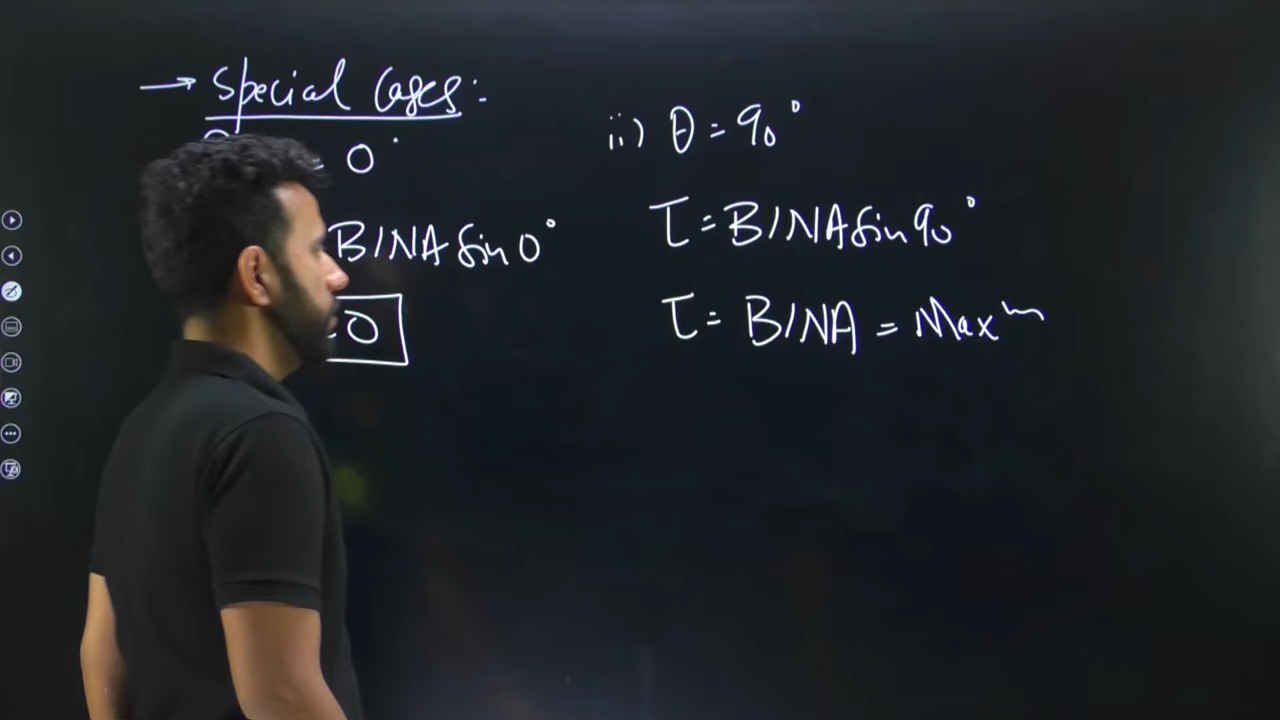 → Special Cases:
= 0°
BINA Sin 0°
= 0
ii) θ = 90°
τ = BINA Sin 90°
τ = BINA = Max^m